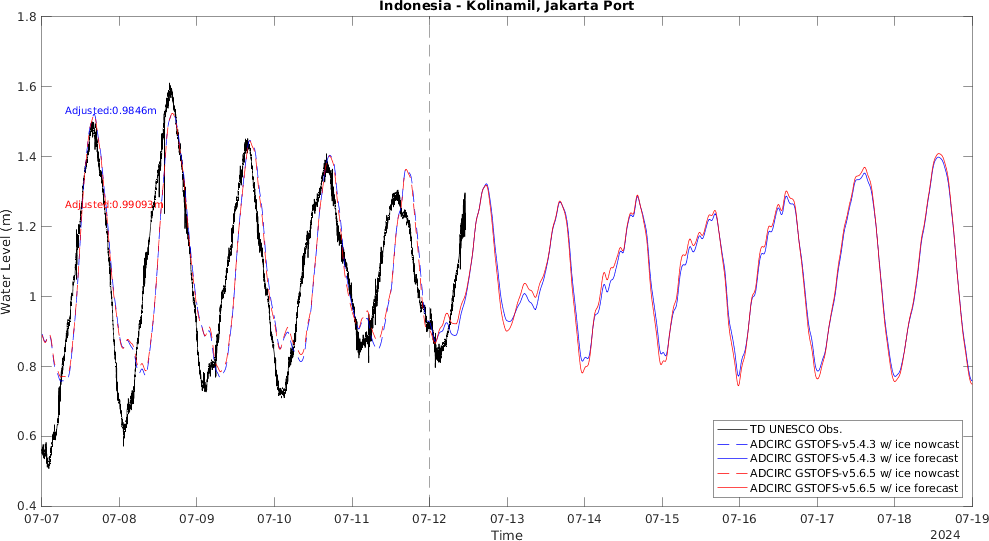 Indonesia - Kolinamil, Jakarta Port
1.8
1.6
1.4
1.2
1
0.8
0.6
0.4
Water Level (m)
Adjusted:0.9846m
Adjusted:0.99093m
TD UNESCO Obs.
ADCIRC GSTOFS-v5.4.3 w/ ice nowcast
ADCIRC GSTOFS-v5.4.3 w/ ice forecast
ADCIRC GSTOFS-v5.6.5 w/ ice nowcast
ADCIRC GSTOFS-v5.6.5 w/ ice forecast
07-07 07-08 07-09 07-10 07-11 07-12 07-13 07-14 07-15 07-16 07-17 07-18 07-19
Time
2024